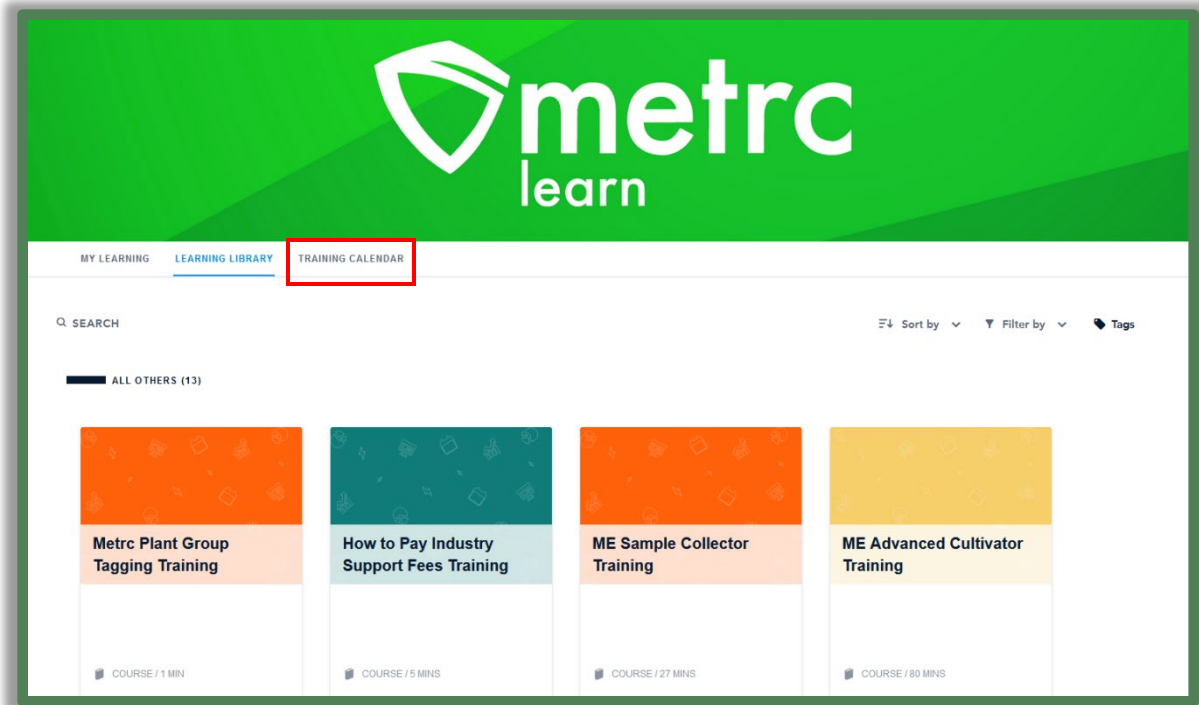 metrc
learn
MY LEARNING LEARNING LIBRARY TRAINING CALENDAR
SEARCH Sort by Filter by Tags
ALL OTHERS (13)
Metrc Plant Group
Tagging Training
COURSE / 1 MIN
How to Pay Industry
Support Fees Training
COURSE / 5 MINS
ME Sample Collector
Training
COURSE / 27 MINS
ME Advanced Cultivator
Training
COURSE / 80 MINS